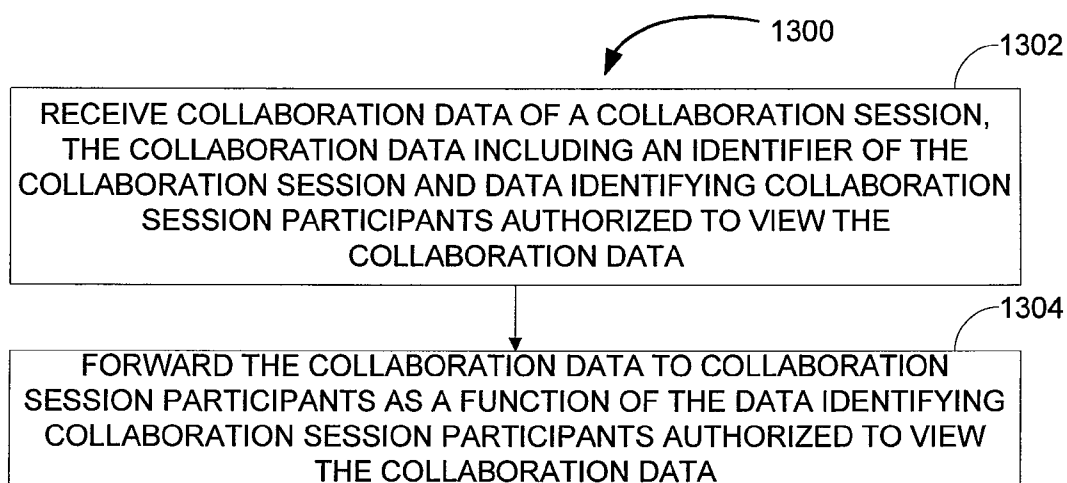 1300
1302
RECEIVE COLLABORATION DATA OF A COLLABORATION SESSION,
THE COLLABORATION DATA INCLUDING AN IDENTIFIER OF THE
COLLABORATION SESSION AND DATA IDENTIFYING COLLABORATION
SESSION PARTICIPANTS AUTHORIZED TO VIEW THE
COLLABORATION DATA
1304
FORWARD THE COLLABORATION DATA TO COLLABORATION
SESSION PARTICIPANTS AS A FUNCTION OF THE DATA IDENTIFYING
COLLABORATION SESSION PARTICIPANTS AUTHORIZED TO VIEW
THE COLLABORATION DATA